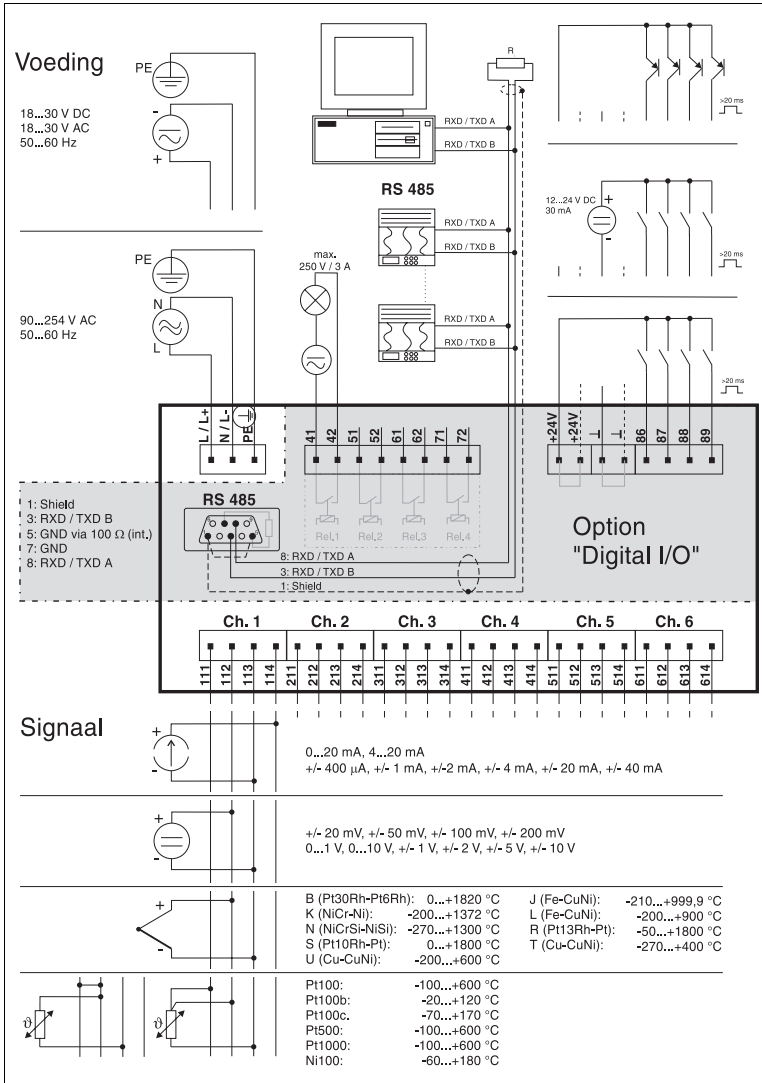 Voeding
PE
18...30 V DC
18...30 V AC
50...60 Hz
-
+
R
RXD / TXD A
RXD / TXD B
>20 ms
RS 485
12...24 V DC
30 mA
+
-
>20 ms
RXD / TXD A
RXD / TXD B
PE
N
L
90...254 V AC
50...60 Hz
max.
250 V / 3 A
RXD / TXD A
RXD / TXD B
>20 ms
L / L+
N / L-
PE
41
42
51
52
61
62
71
72
+24V
+24V
86
87
88
89
1: Shield
3: RXD / TXD B
5: GND via 100 Ω (int.)
7: GND
8: RXD / TXD A
RS 485
Rel.1
Rel.2
Rel.3
Rel.4
Option
"Digital I/O"
8: RXD / TXD A
3: RXD / TXD B
1: Shield
Ch. 1
Ch. 2
Ch. 3
Ch. 4
Ch. 5
Ch. 6
111
112
113
114
211
212
213
214
311
312
313
314
411
412
413
414
511
512
513
514
611
612
613
614
Signaal
+
-
0...20 mA, 4...20 mA
+/- 400 µA, +/- 1 mA, +/-2 mA, +/- 4 mA, +/- 20 mA, +/- 40 mA
+
-
+/- 20 mV, +/- 50 mV, +/- 100 mV, +/- 200 mV
0...1 V, 0...10 V, +/- 1 V, +/- 2 V, +/- 5 V, +/- 10 V
+
-
B (Pt30Rh-Pt6Rh): 0...+1820 °C
K (NiCr-Ni): -200...+1372 °C
N (NiCrSi-NiSi): -270...+1300 °C
S (Pt10Rh-Pt): 0...+1800 °C
U (Cu-CuNi): -200...+600 °C
J (Fe-CuNi): -210...+999,9 °C
L (Fe-CuNi): -200...+900 °C
R (Pt13Rh-Pt): -50...+1800 °C
T (Cu-CuNi): -270...+400 °C
ϑ
ϑ
Pt100: -100...+600 °C
Pt100b: -20...+120 °C
Pt100c. -70...+170 °C
Pt500: -100...+600 °C
Pt1000: -100...+600 °C
Ni100: -60...+180 °C